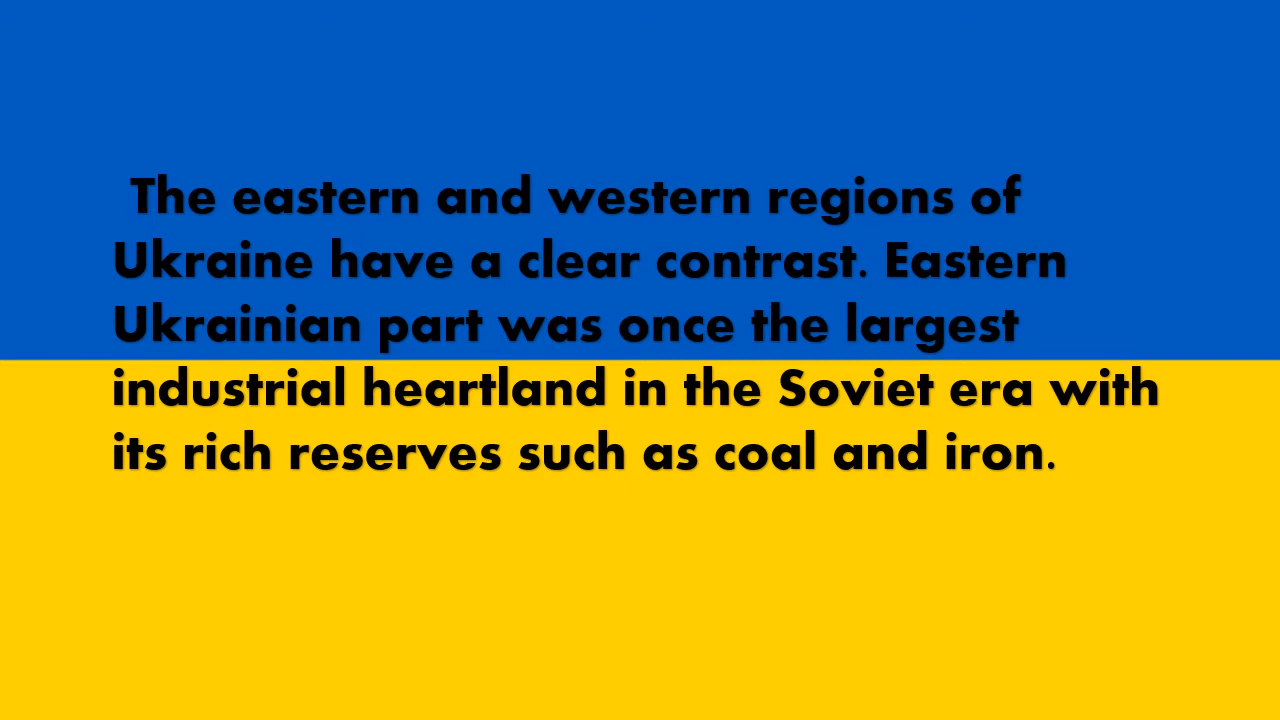 The eastern and western regions of
Ukraine have a clear contrast. Eastern
Ukrainian part was once the largest
industrial heartland in the Soviet era with
its rich reserves such as coal and iron.